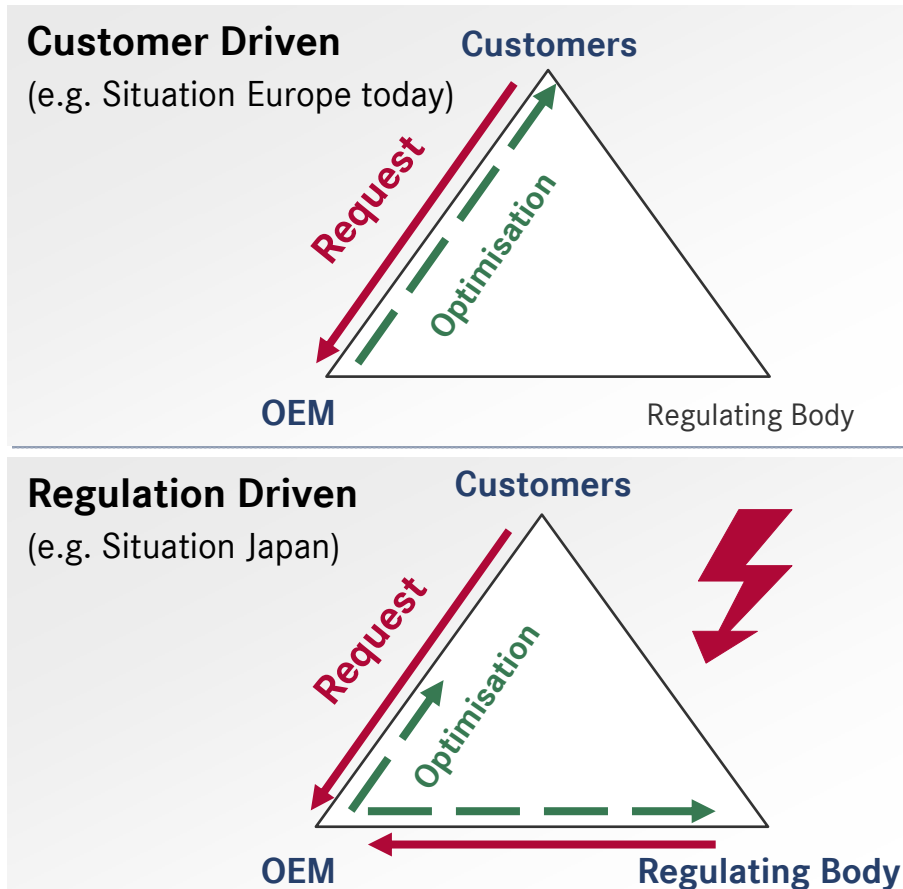 Customer Driven
(e.g. Situation Europe today)
Customers
Request
Optimisation
OEM
Regulating Body
Regulation Driven
(e.g. Situation Japan)
Customers
Request
Optimisation
OEM
Regulating Body